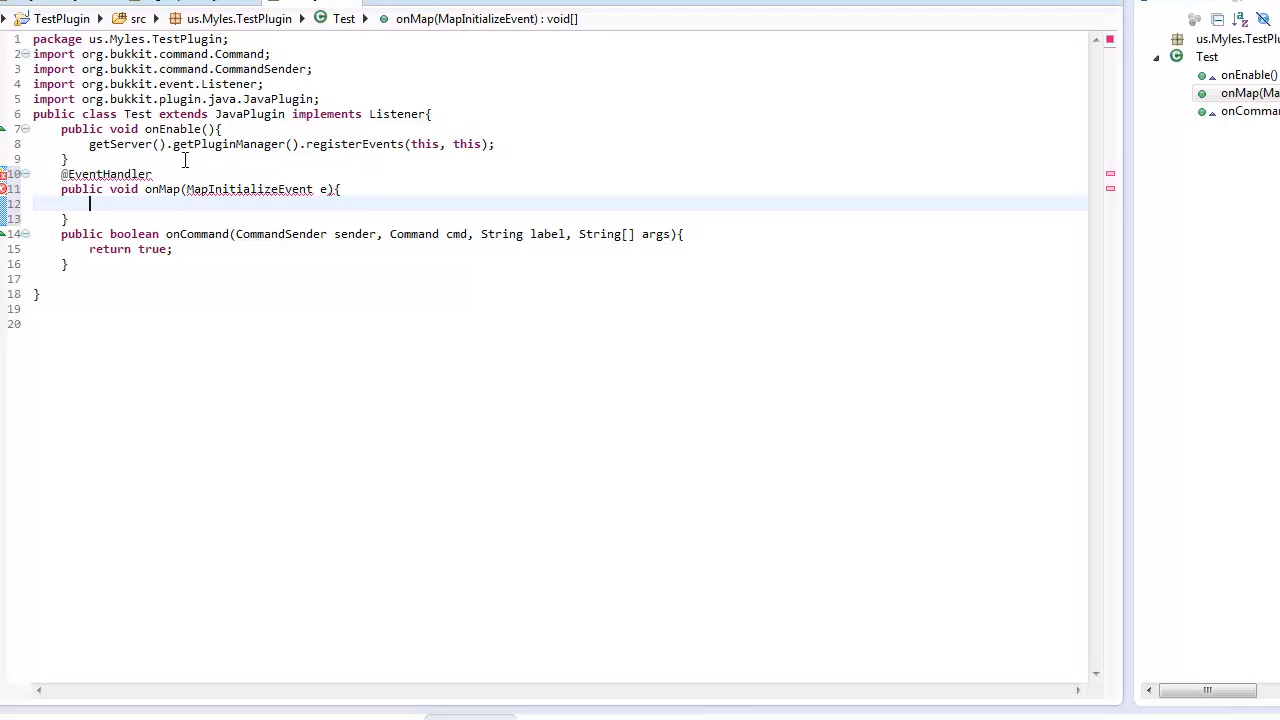 TestPlugin src us.Myles.TestPlugin Test onMap(MapInitializeEvent) : void[]
1 package us.Myles.TestPlugin;
2 import org.bukkit.command.Command;
3 import org.bukkit.command.CommandSender;
4 import org.bukkit.event.Listener;
5 import org.bukkit.plugin.java.JavaPlugin;
6 public class Test extends JavaPlugin implements Listener{
7 public void onEnable(){
8 getServer().getPluginManager().registerEvents(this, this);
9 }
10 @EventHandler
11 public void onMap(MapInitializeEvent e){
12
13 }
14 public boolean onCommand(CommandSender sender, Command cmd, String label, String[] args){
15 return true;
16 }
17
18 }
19
20
us.Myles.TestPlu
Test
onEnable()
onMap(Ma
onComman